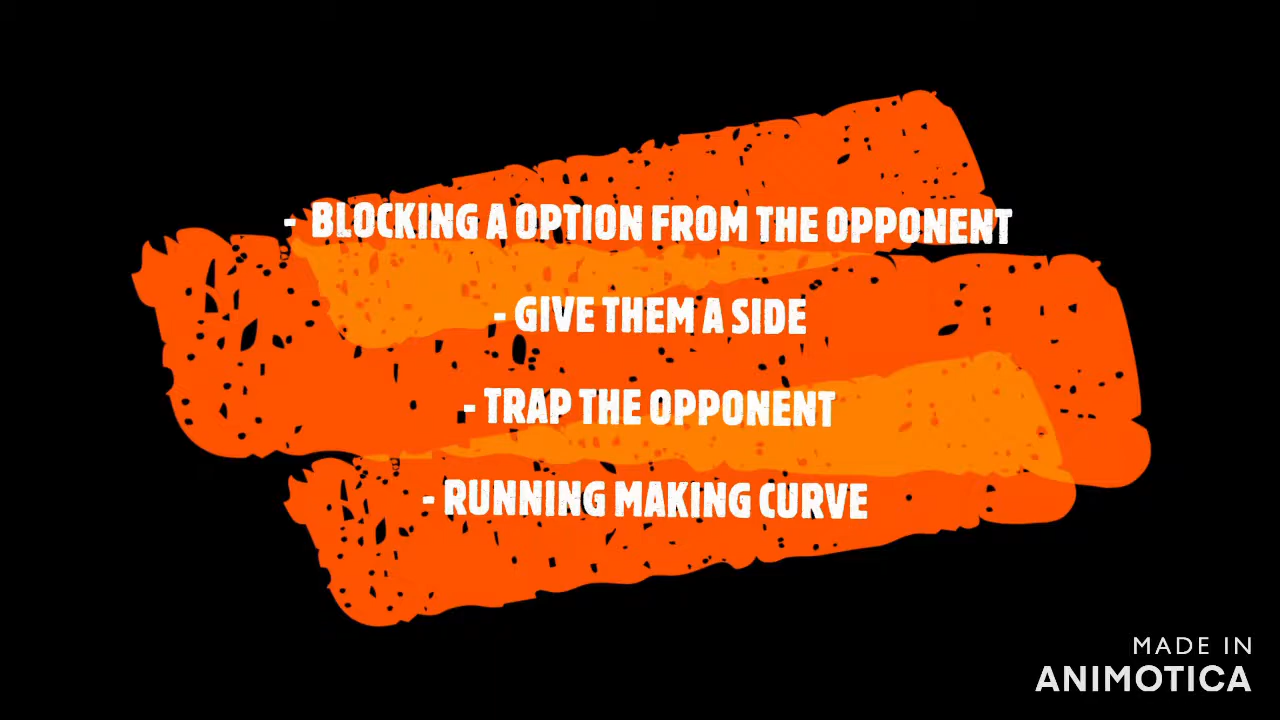 - BLOCKING A OPTION FROM THE OPPONENT
- GIVE THEM A SIDE
- TRAP THE OPPONENT
- RUNNING MAKING CURVE
MADE IN
ANIMOTICA